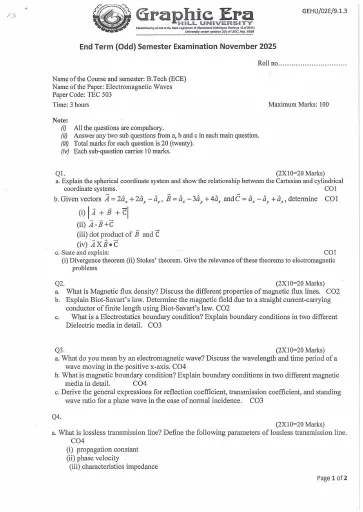 GEHU/02E/9.1.3
Graphic Era
HILL UNIVERSITY
End Term (Odd) Semester Examination November 2025
Roll no..............................
Name of the Course and semester: B.Tech (ECE)
Name of the Paper: Electromagnetic Waves
Paper Code: TEC 503
Time: 3 hours Maximum Marks: 100
Note:
(i) All the questions are compulsory.
(ii) Answer any two sub questions from a, b and c in each main question.
(iii) Total marks for each question is 20 (twenty).
(iv) Each sub-question carries 10 marks.
Q1. (2X10=20 Marks)
a. Explain the spherical coordinate system and show the relationship between the Cartesian and cylindrical
coordinate systems. CO1
b. Given vectors A⃗ = 2â + 2â - â, B⃗ = â - 3â + 4â and C⃗ = â - â + â, determine CO1
(i) |A⃗ + B⃗ + C⃗|
(ii) A⃗ - B⃗ + C⃗
(iii) dot product of B⃗ and C⃗
(iv) A⃗ X B⃗ • C⃗
c. State and explain: CO1
(i) Divergence theorem (ii) Stokes' theorem. Give the relevance of these theorems to electromagnetic
problems
Q2. (2X10=20 Marks)
a. What is Magnetic flux density? Discuss the different properties of magnetic flux lines. CO2
b. Explain Biot-Savart's law. Determine the magnetic field due to a straight current-carrying
conductor of finite length using Biot-Savart's law. CO2
c. What is a Electrostatics boundary condition? Explain boundary conditions in two different
Dielectric media in detail. CO3
Q3. (2X10=20 Marks)
a. What do you mean by an electromagnetic wave? Discuss the wavelength and time period of a
wave moving in the positive x-axis. CO4
b. What is magnetic boundary condition? Explain boundary conditions in two different magnetic
media in detail. CO4
c. Derive the general expressions for reflection coefficient, transmission coefficient, and standing
wave ratio for a plane wave in the case of normal incidence. CO3
Q4.
(2X10=20 Marks)
a. What is lossless transmission line? Define the following parameters of lossless transmission line.
CO4
(i) propagation constant
(ii) phase velocity
(iii) characteristics impedance
Page 1 of 2